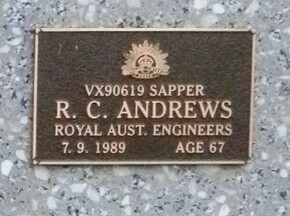 VX90619 SAPPER
R. C. ANDREWS
ROYAL AUST. ENGINEERS
7. 9. 1989 AGE 67